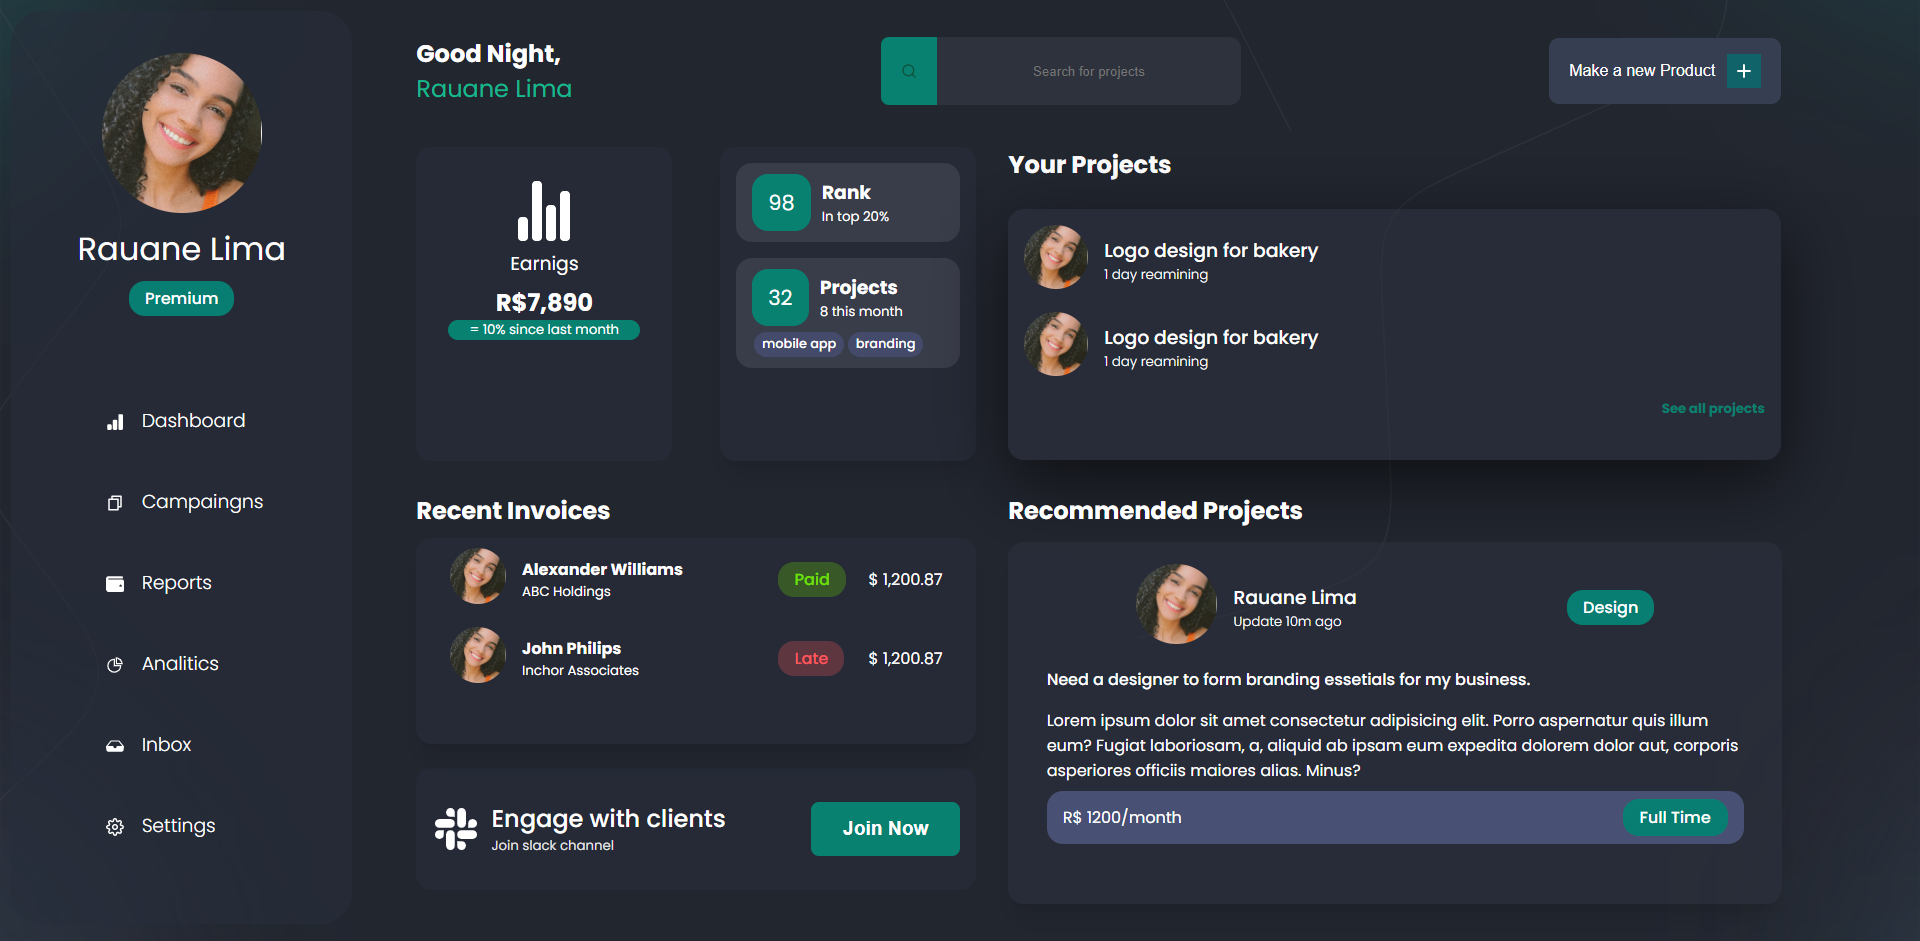 Rauane Lima
Premium
Dashboard
Campaingns
Reports
Analitics
Inbox
Settings
Good Night,
Rauane Lima
Search for projects
Make a new Product
Earnigs
R$7,890
= 10% since last month
98
Rank
In top 20%
32
Projects
8 this month
mobile app branding
Your Projects
Logo design for bakery
1 day reamining
Logo design for bakery
1 day reamining
See all projects
Recent Invoices
Alexander Williams
ABC Holdings
Paid
$ 1,200.87
John Philips
Inchor Associates
Late
$ 1,200.87
Engage with clients
Join slack channel
Join Now
Recommended Projects
Rauane Lima
Update 10m ago
Design
Need a designer to form branding essetials for my business.
Lorem ipsum dolor sit amet consectetur adipisicing elit. Porro aspernatur quis illum
eum? Fugiat laboriosam, a, aliquid ab ipsam eum expedita dolorem dolor aut, corporis
asperiores officiis maiores alias. Minus?
R$ 1200/month
Full Time